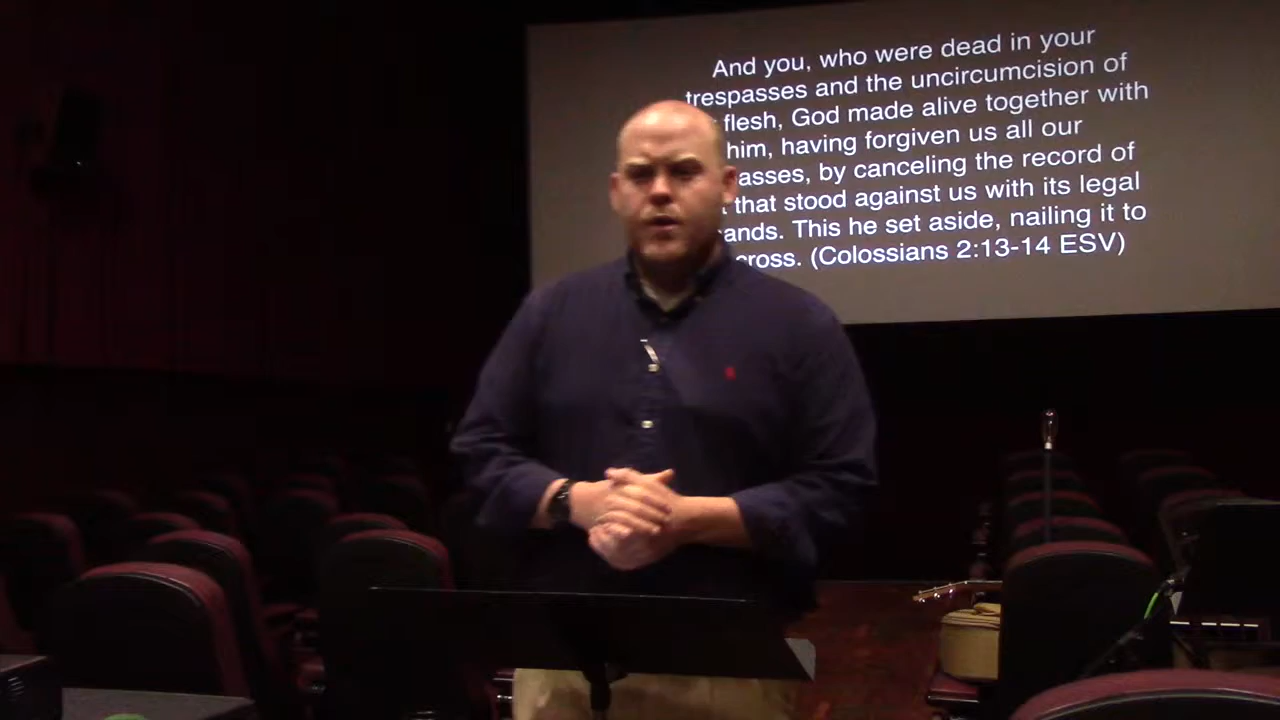 And you, who were dead in your
trespasses and the uncircumcision of
flesh, God made alive together with
him, having forgiven us all our
asses, by canceling the record of
that stood against us with its legal
ands. This he set aside, nailing it to
cross. (Colossians 2:13-14 ESV)